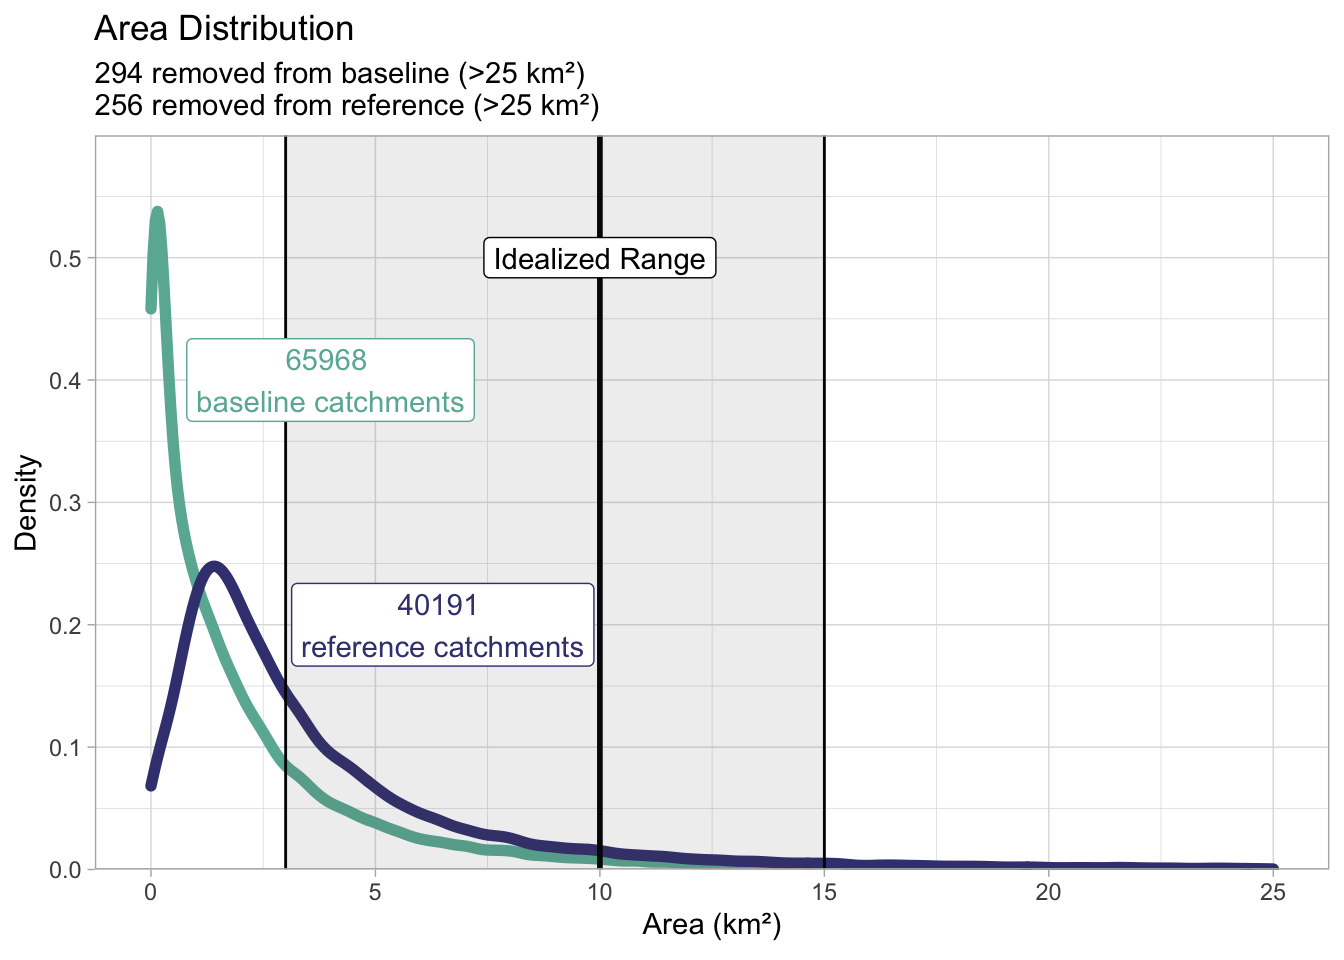 Area Distribution
294 removed from baseline (>25 km²)
256 removed from reference (>25 km²)
Density
0.5
0.4
0.3
0.2
0.1
0.0
Idealized Range
65968
baseline catchments
40191
reference catchments
0
5
10
15
20
25
Area (km²)